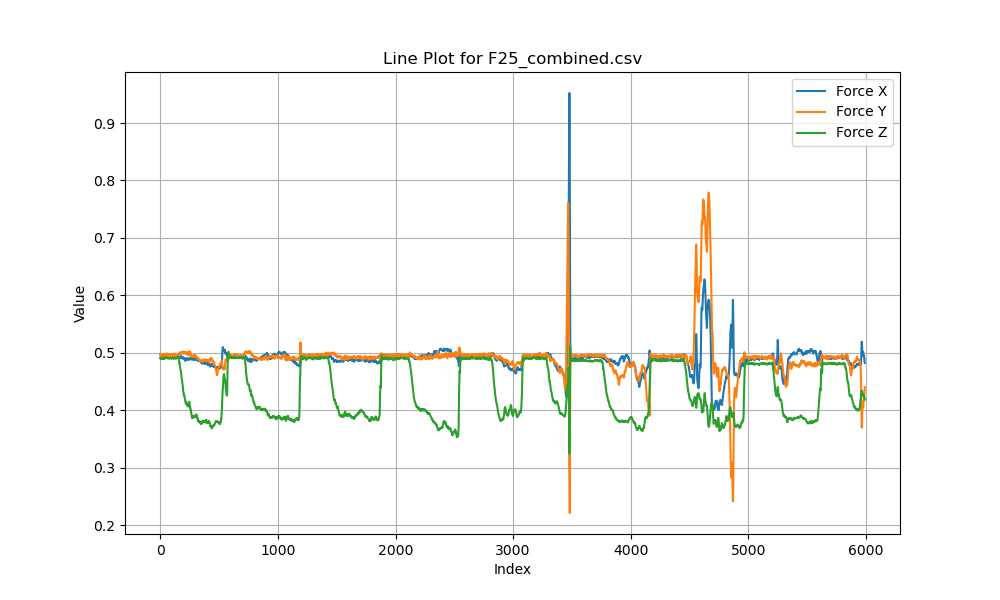 Line Plot for F25_combined.csv
Force X
Force Y
Force Z
Value
0.9
0.8
0.7
0.6
0.5
0.4
0.3
0.2
0 1000 2000 3000 4000 5000 6000
Index